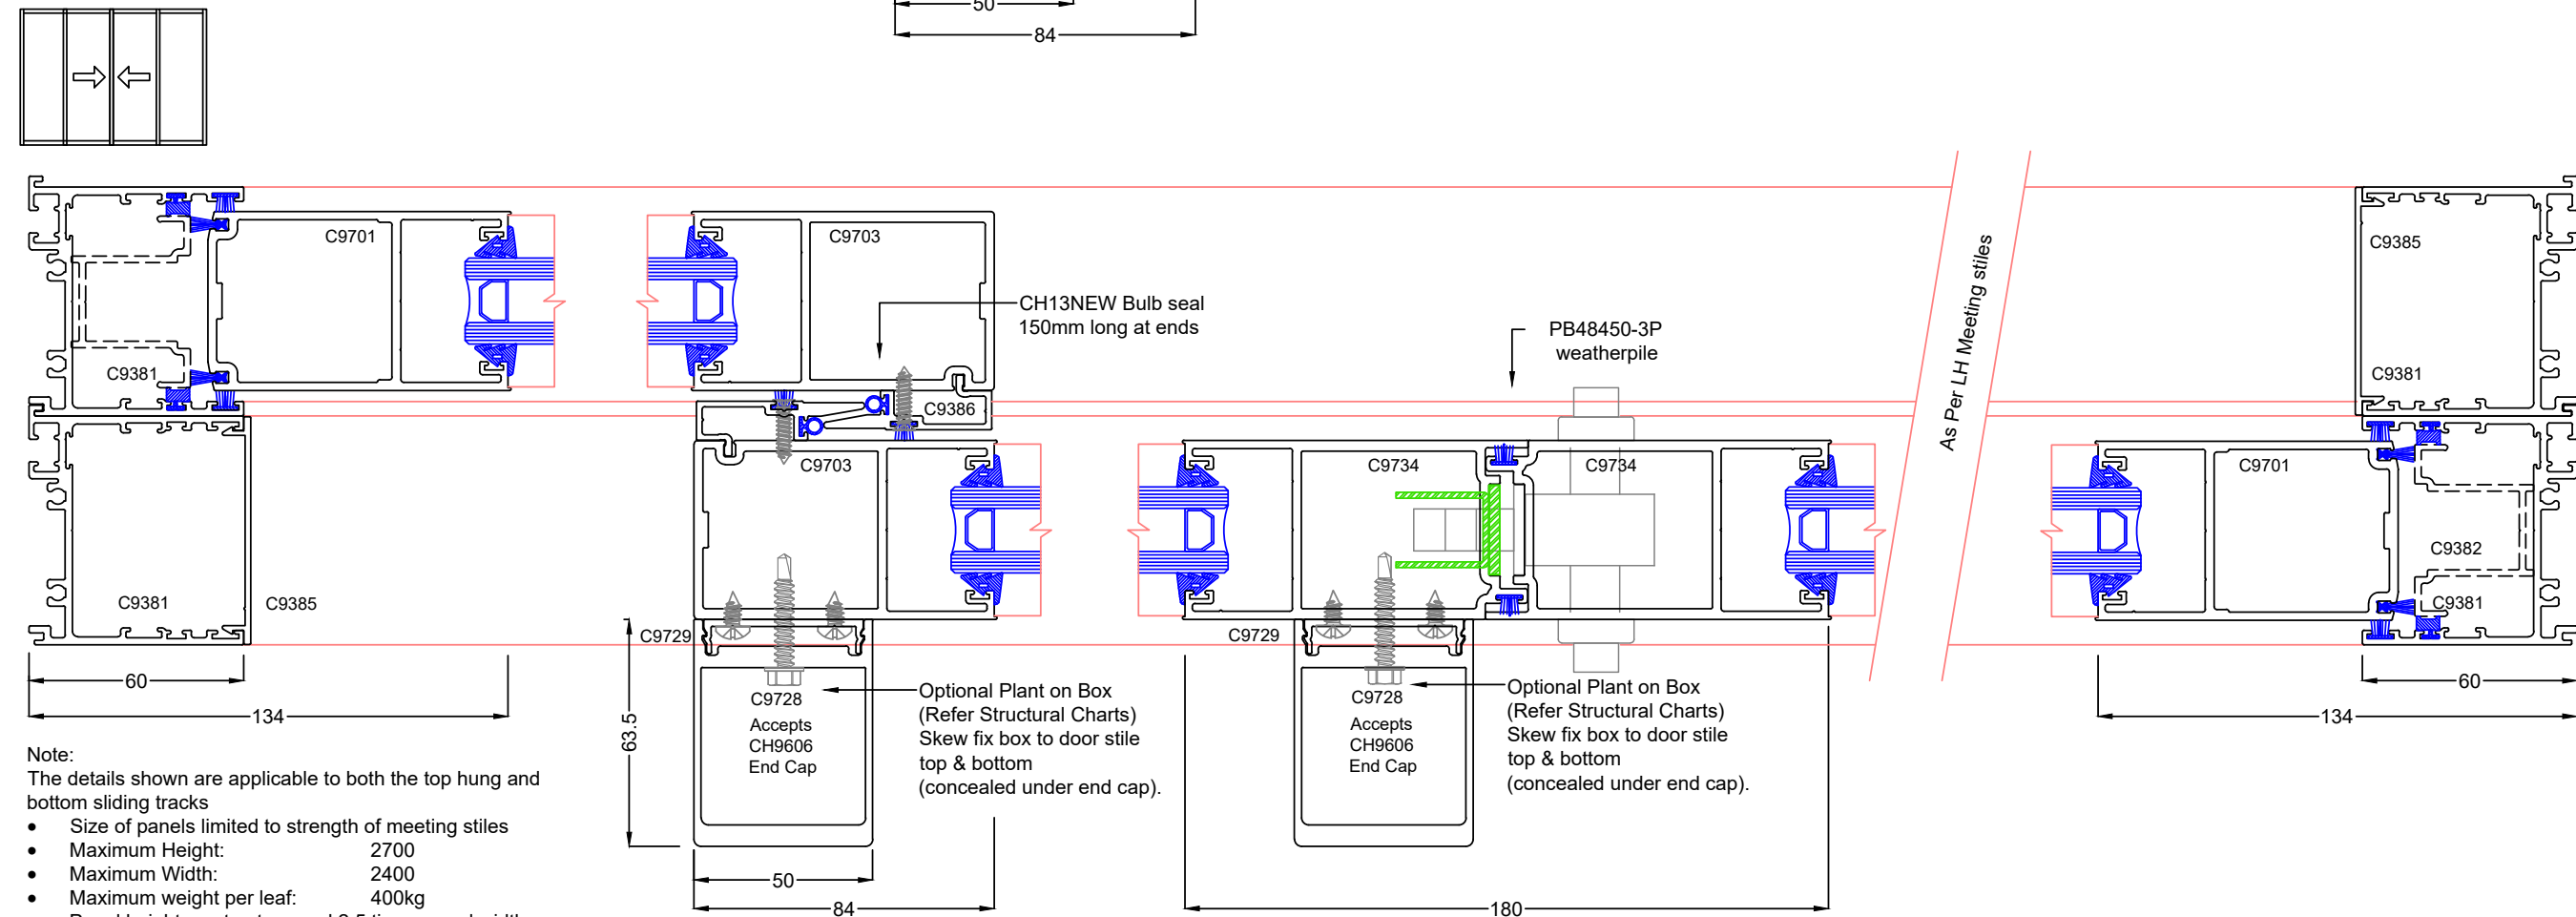 50
84
C9701
C9703
CH13NEW Bulb seal
150mm long at ends
PB48450-3P
weatherpile
As Per LH Meeting stiles
C9385
C9381
C9381
C9386
C9703
C9734
C9734
C9701
C9382
C9381
C9381
C9385
C9729
C9729
60
134
63.5
C9728
Accepts
CH9606
End Cap
Optional Plant on Box
(Refer Structural Charts)
Skew fix box to door stile
top & bottom
(concealed under end cap).
C9728
Accepts
CH9606
End Cap
Optional Plant on Box
(Refer Structural Charts)
Skew fix box to door stile
top & bottom
(concealed under end cap).
60
134
50
84
180
Note:
The details shown are applicable to both the top hung and
bottom sliding tracks
• Size of panels limited to strength of meeting stiles
• Maximum Height: 2700
• Maximum Width: 2400
• Maximum weight per leaf: 400kg